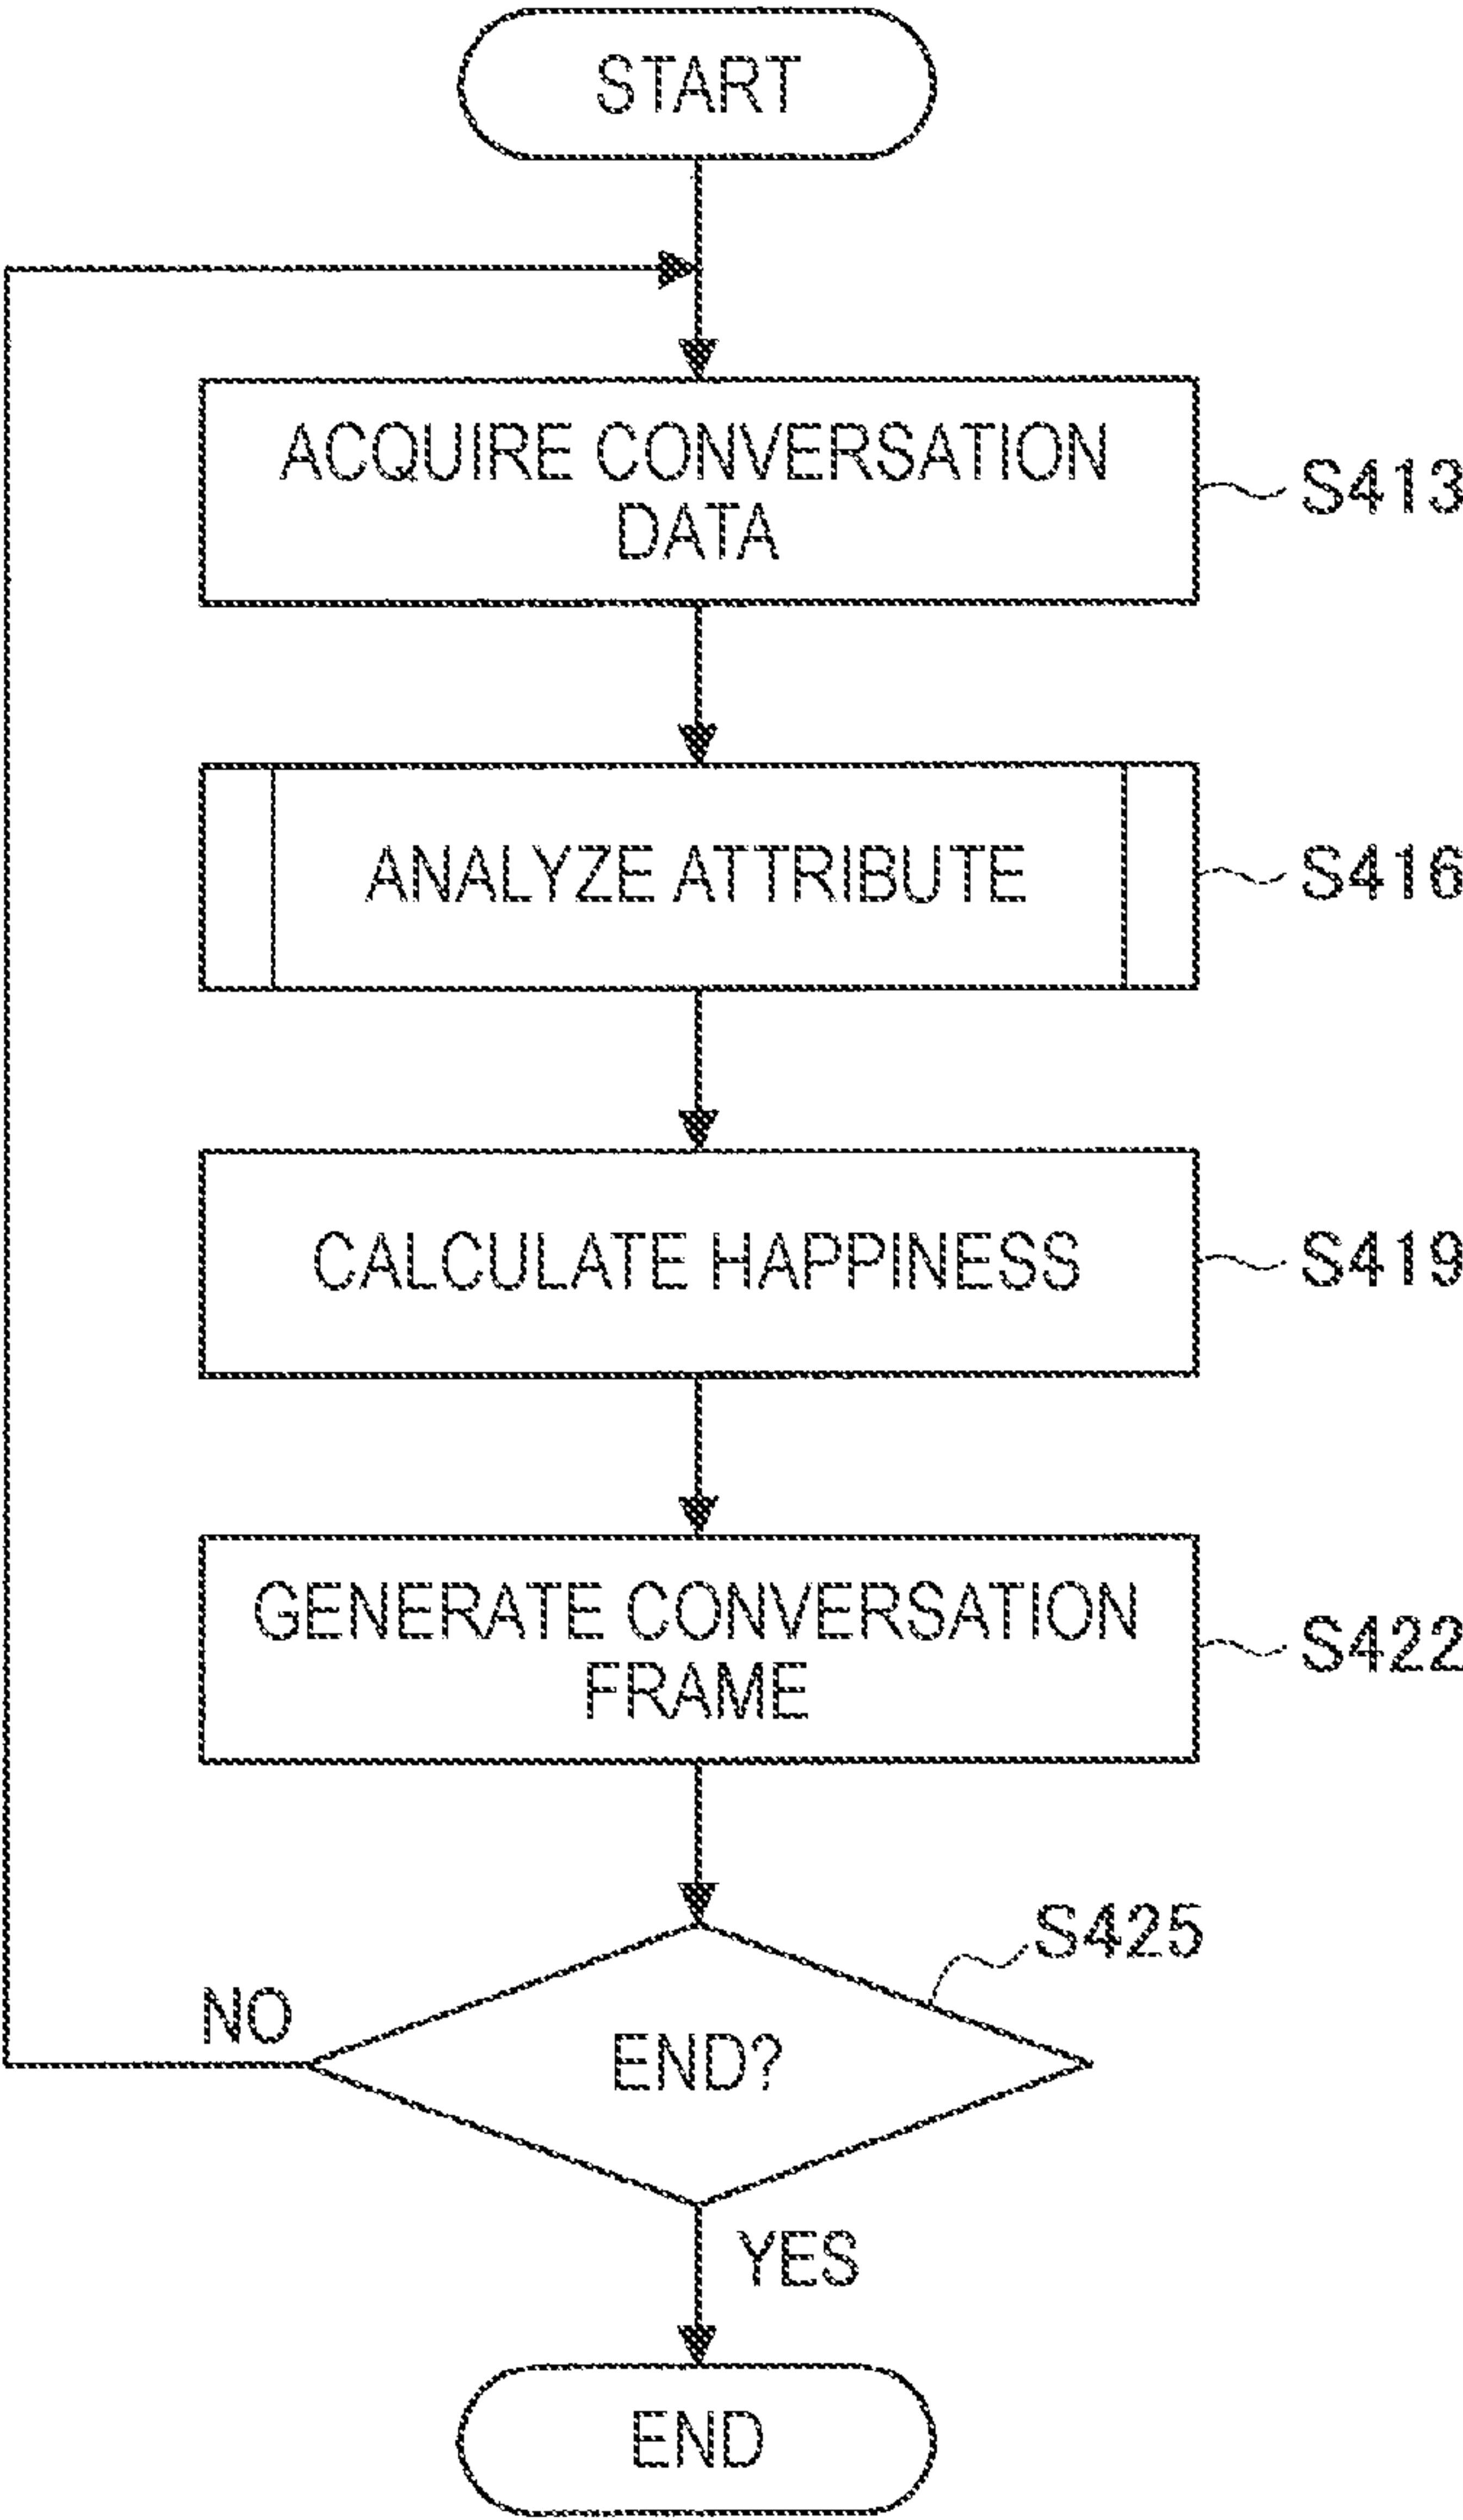 START
ACQUIRE CONVERSATION
DATA
S413
ANALYZE ATTRIBUTE
S416
CALCULATE HAPPINESS
S419
GENERATE CONVERSATION
FRAME
S422
S425
NO
END?
YES
END